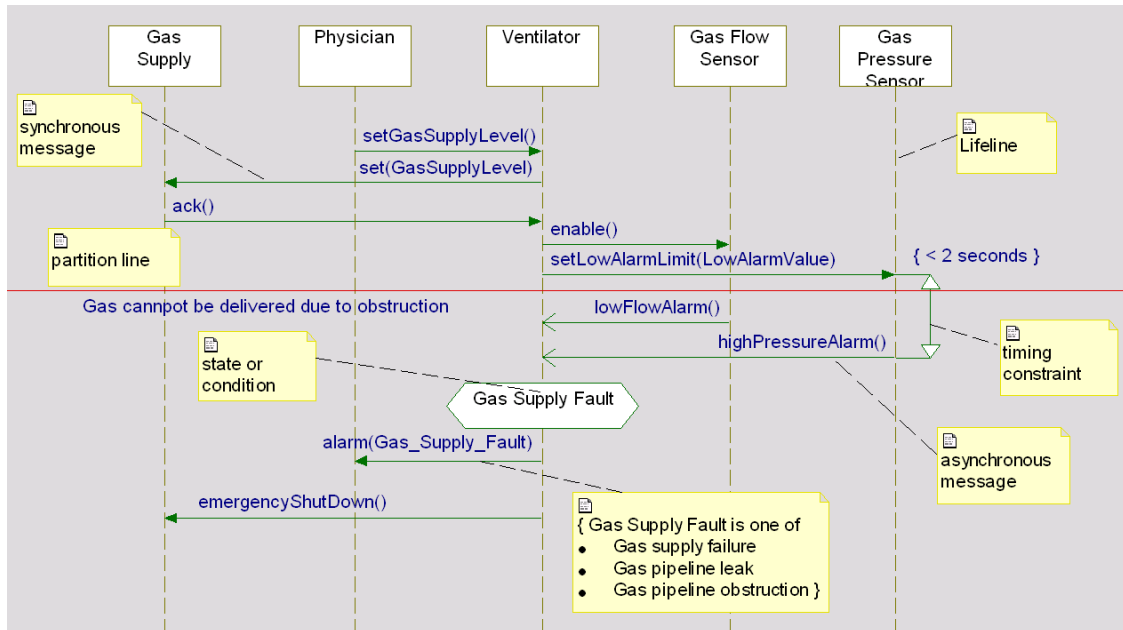 Gas
Supply
Physician
Ventilator
Gas Flow
Sensor
Gas
Pressure
Sensor
synchronous
message
setGasSupplyLevel()
Lifeline
set(GasSupplyLevel)
ack()
partition line
enable()
setLowAlarmLimit(LowAlarmValue)
{ < 2 seconds }
Gas cannpot be delivered due to obstruction
lowFlowAlarm()
highPressureAlarm()
state or
condition
timing
constraint
Gas Supply Fault
alarm(Gas_Supply_Fault)
asynchronous
message
emergencyShutDown()
{ Gas Supply Fault is one of
• Gas supply failure
• Gas pipeline leak
• Gas pipeline obstruction }